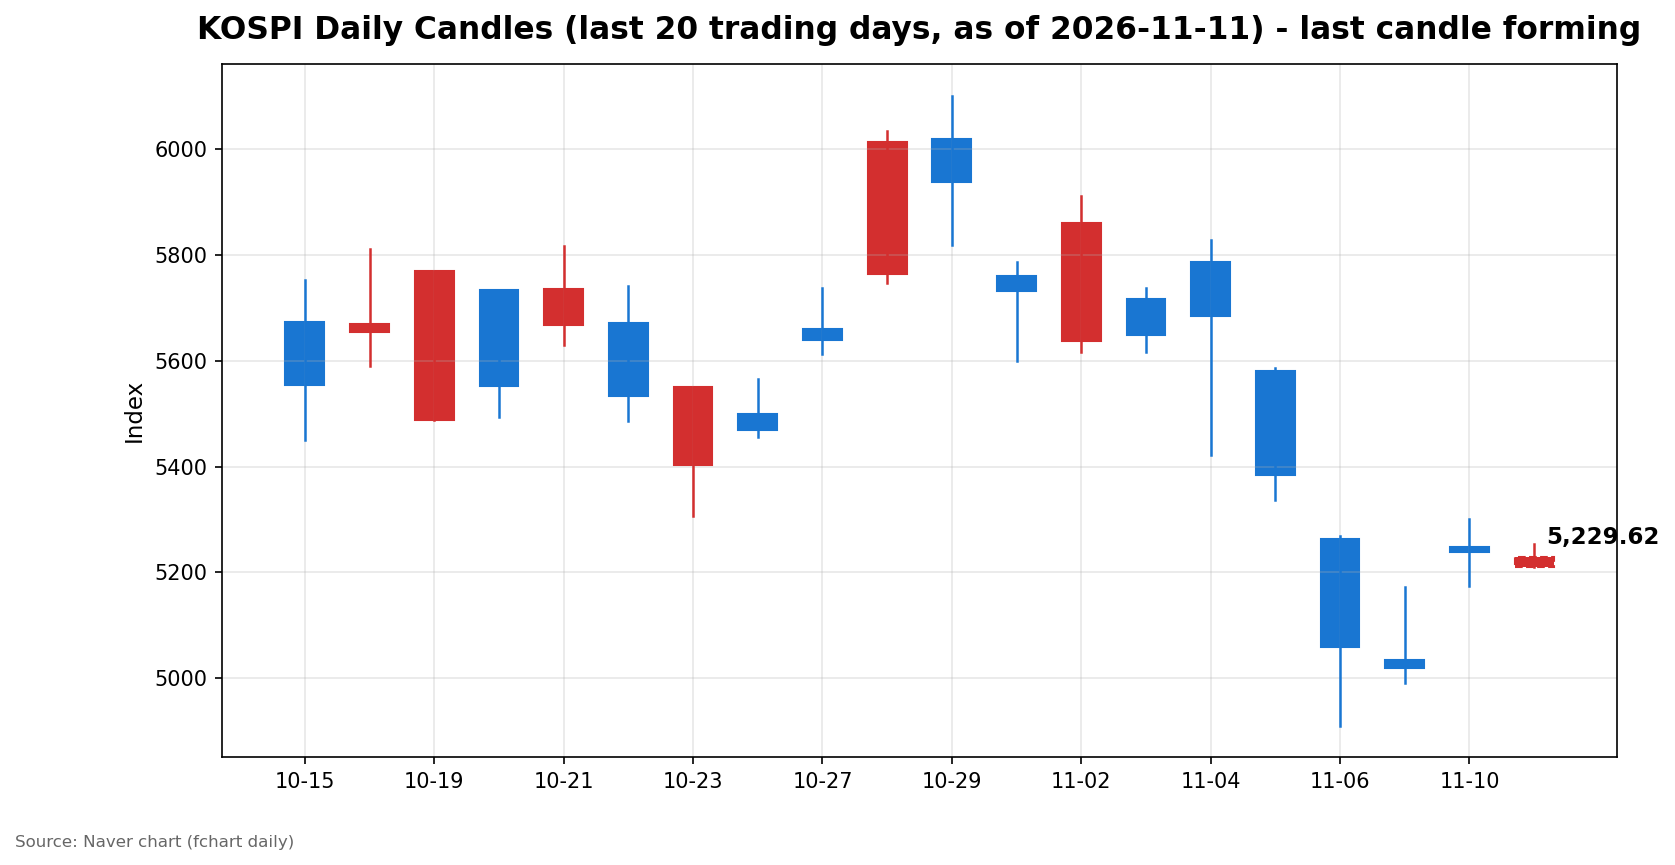 KOSPI Daily Candles (last 20 trading days, as of 2026-11-11) - last candle forming
Index
6000
5800
5600
5400
5200
5000
5,229.62
10-15 10-19 10-21 10-23 10-27 10-29 11-02 11-04 11-06 11-10
Source: Naver chart (fchart daily)